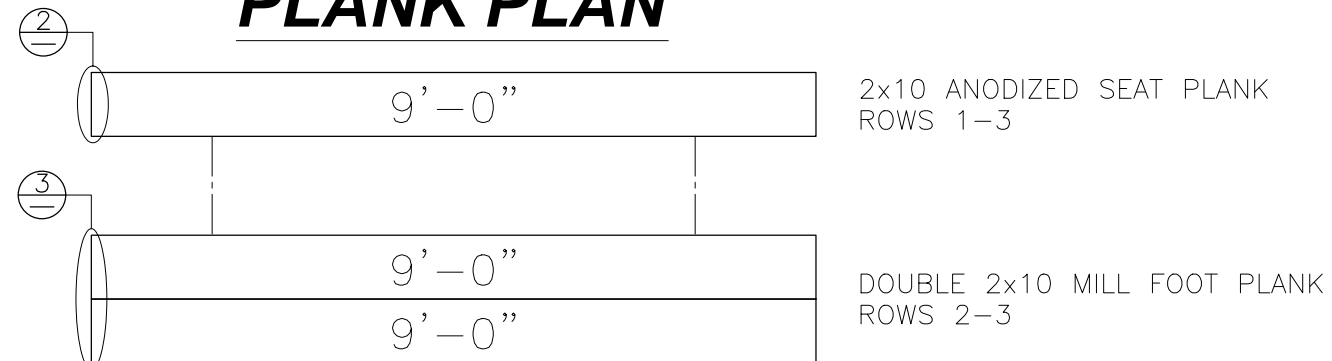 PLANK PLAN
2
9'-0"
2x10 ANODIZED SEAT PLANK
ROWS 1-3
3
9'-0"
DOUBLE 2x10 MILL FOOT PLANK
ROWS 2-3
9'-0"